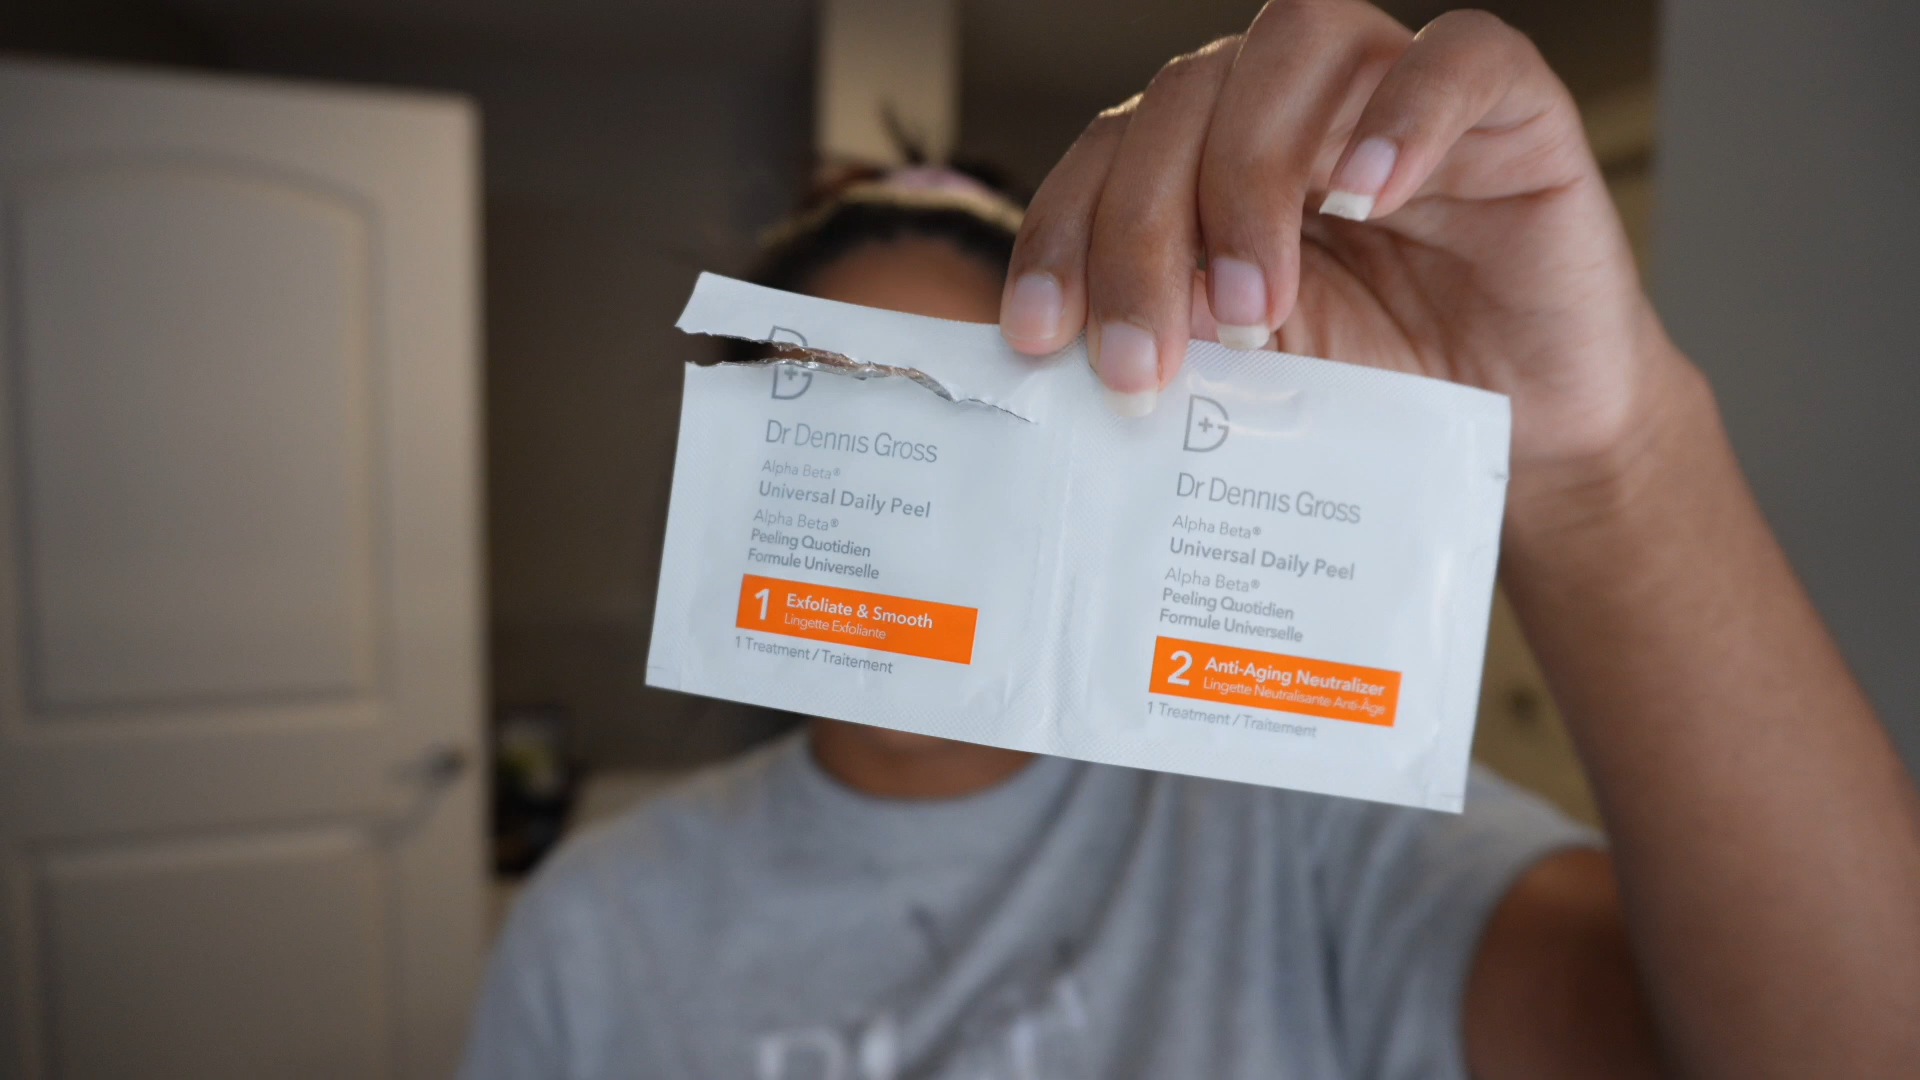 Dr Dennis Gross
Alpha Beta®
Universal Daily Peel
Alpha Beta®
Peeling Quotidien
Formule Universelle
1 Exfoliate & Smooth
Lingette Exfoliante
1 Treatment / Traitement
Dr Dennis Gross
Alpha Beta®
Universal Daily Peel
Alpha Beta®
Peeling Quotidien
Formule Universelle
2 Anti-Aging Neutralizer
Lingette Neutralisante Anti-Âge
1 Treatment / Traitement